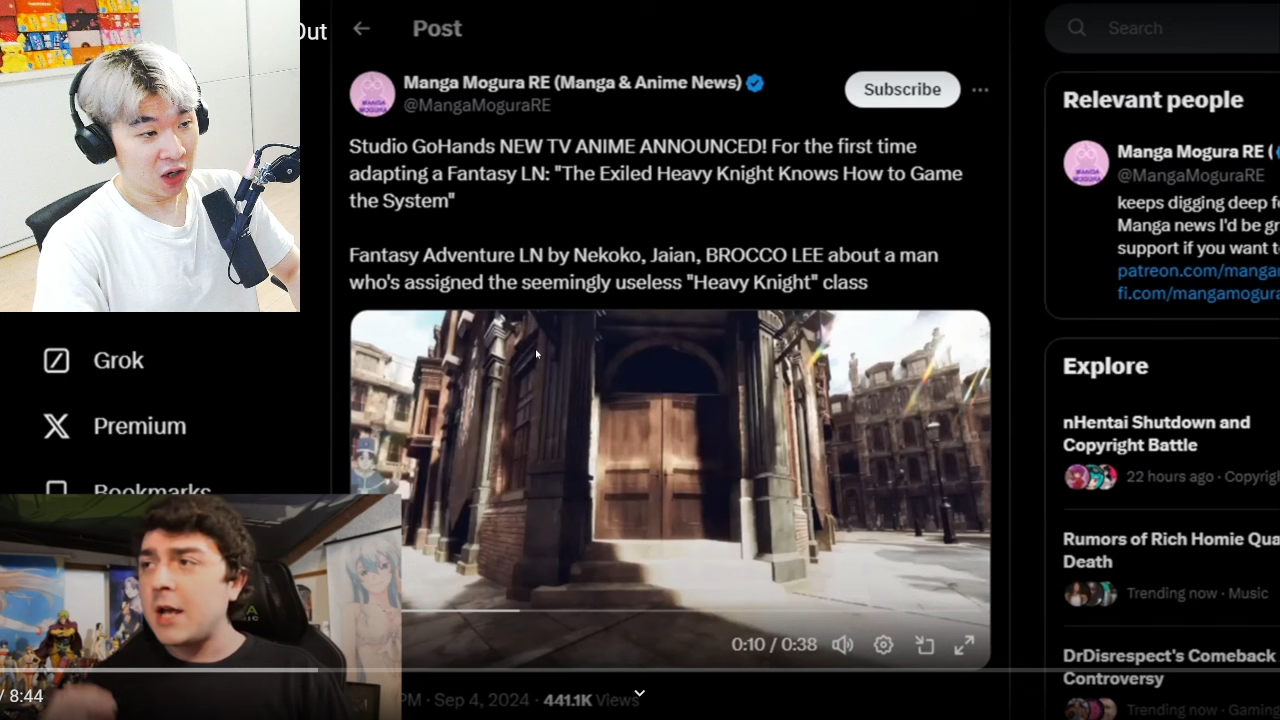 Out
Post
Search
Manga Mogura RE (Manga & Anime News)
@MangaMoguraRE
Subscribe
Studio GoHands NEW TV ANIME ANNOUNCED! For the first time
adapting a Fantasy LN: "The Exiled Heavy Knight Knows How to Game
the System"
Fantasy Adventure LN by Nekoko, Jaian, BROCCO LEE about a man
who's assigned the seemingly useless "Heavy Knight" class
0:10 / 0:38
PM · Sep 4, 2024 · 441.1K Views
Grok
Premium
Bookmarks
/ 8:44
Relevant people
Manga Mogura RE (
@MangaMoguraRE
keeps digging deep f
Manga news I'd be gr
support if you want t
patreon.com/manga
fi.com/mangamogura
Explore
nHentai Shutdown and
Copyright Battle
22 hours ago · Copyrig
Rumors of Rich Homie Qua
Death
Trending now · Music
DrDisrespect's Comeback
Controversy
Trending now · Gaming